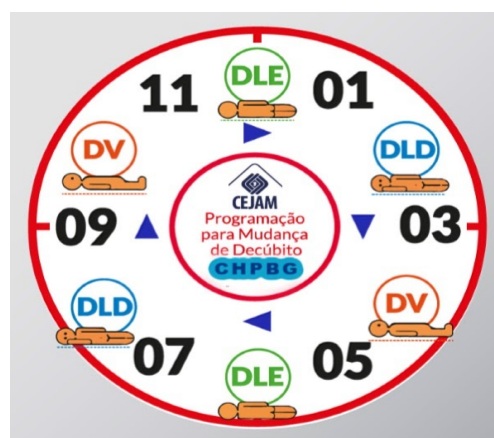 DLE
11
01
DV
DLD
CEJAM
Programação
para Mudança
de Decúbito
CHPBG
09
03
DLD
DV
07
05
DLE